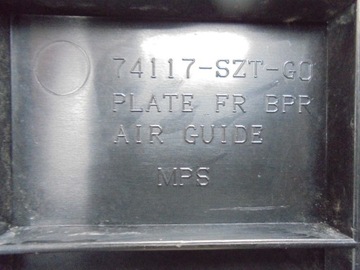 74117-SZT-G0
PLATE FR BPR
AIR GUIDE
MPS